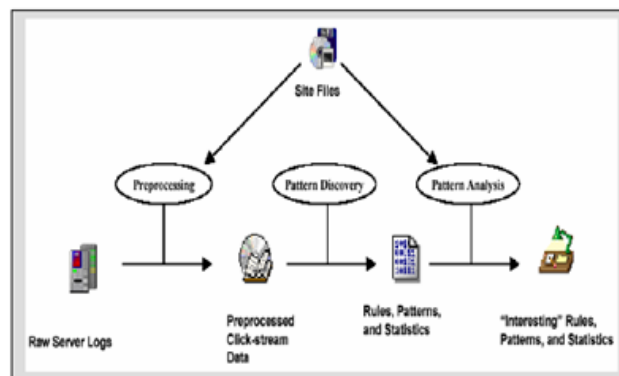 Site Files
Preprocessing
Pattern Discovery
Pattern Analysis
Raw Server Logs
Preprocessed
Click-stream
Data
Rules, Patterns,
and Statistics
"Interesting" Rules,
Patterns, and Statistics